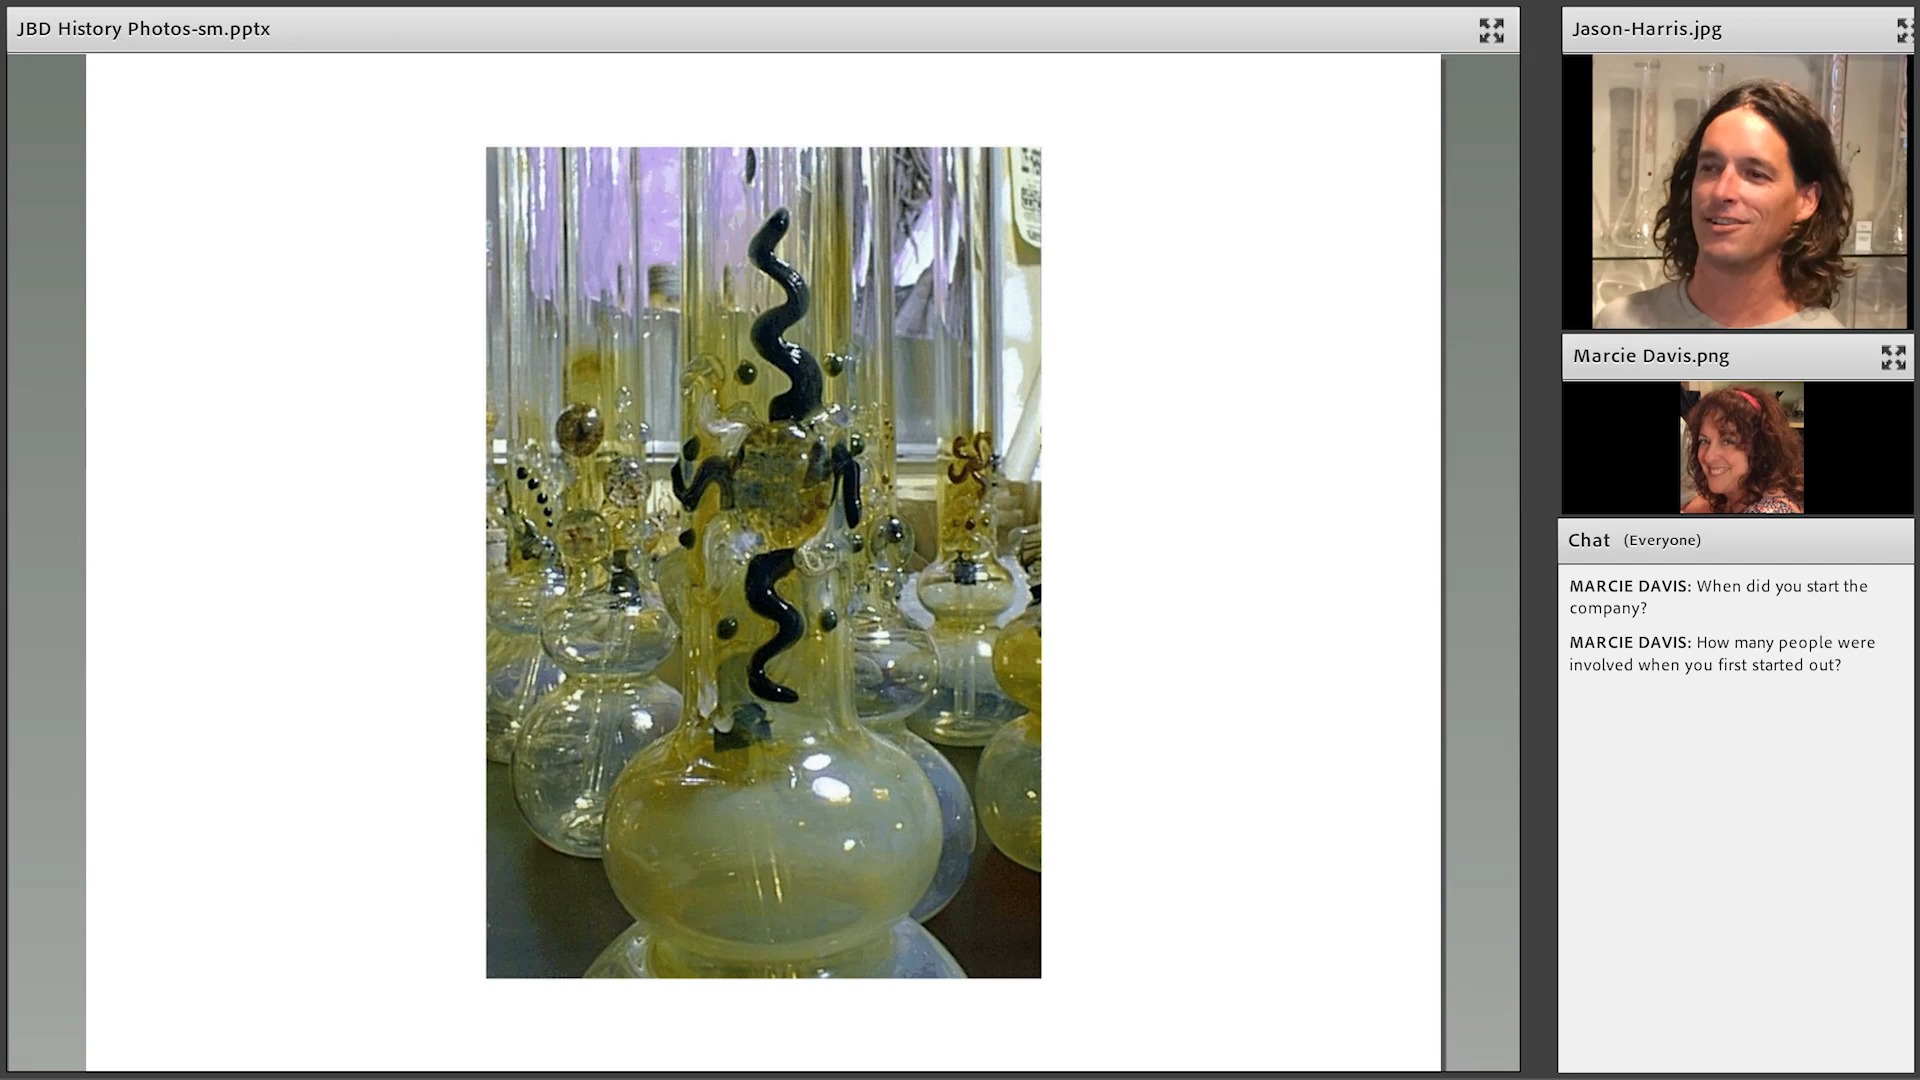 JBD History Photos-sm.pptx
Jason-Harris.jpg
Marcie Davis.png
Chat (Everyone)
MARCIE DAVIS: When did you start the
company?
MARCIE DAVIS: How many people were
involved when you first started out?